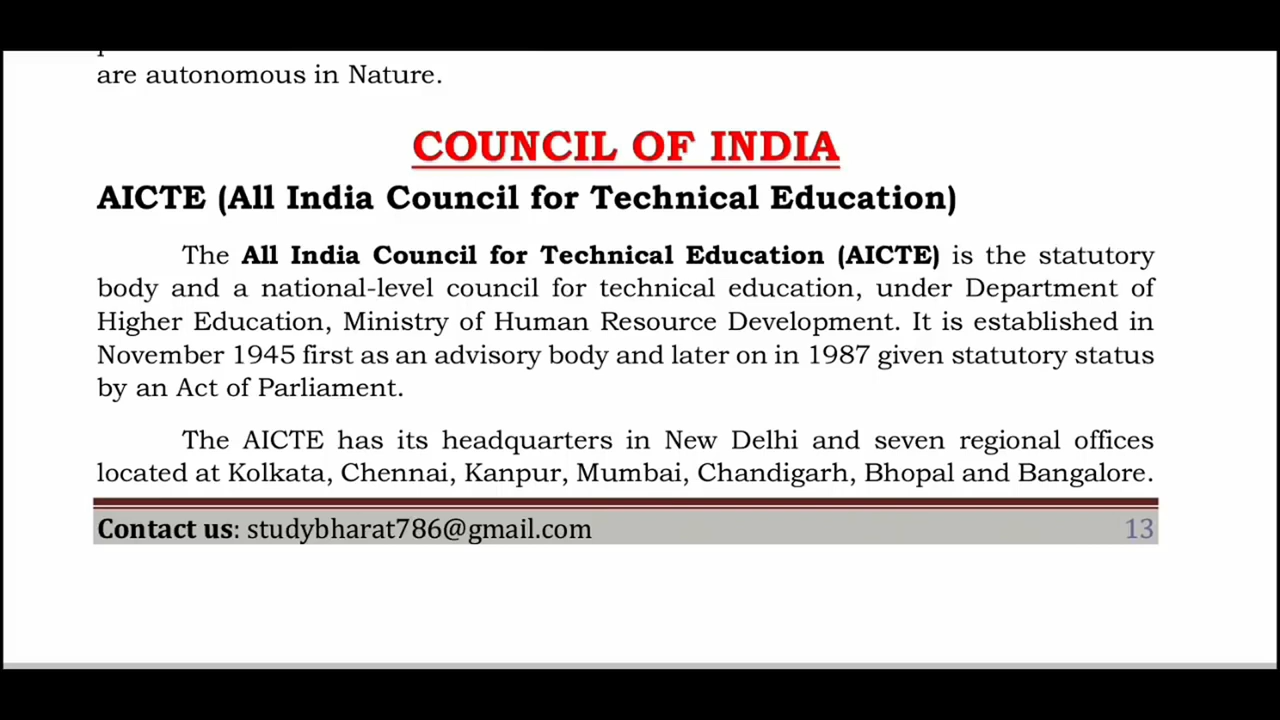 are autonomous in Nature.
COUNCIL OF INDIA
AICTE (All India Council for Technical Education)
The All India Council for Technical Education (AICTE) is the statutory
body and a national-level council for technical education, under Department of
Higher Education, Ministry of Human Resource Development. It is established in
November 1945 first as an advisory body and later on in 1987 given statutory status
by an Act of Parliament.
The AICTE has its headquarters in New Delhi and seven regional offices
located at Kolkata, Chennai, Kanpur, Mumbai, Chandigarh, Bhopal and Bangalore.
Contact us: studybharat786@gmail.com 13